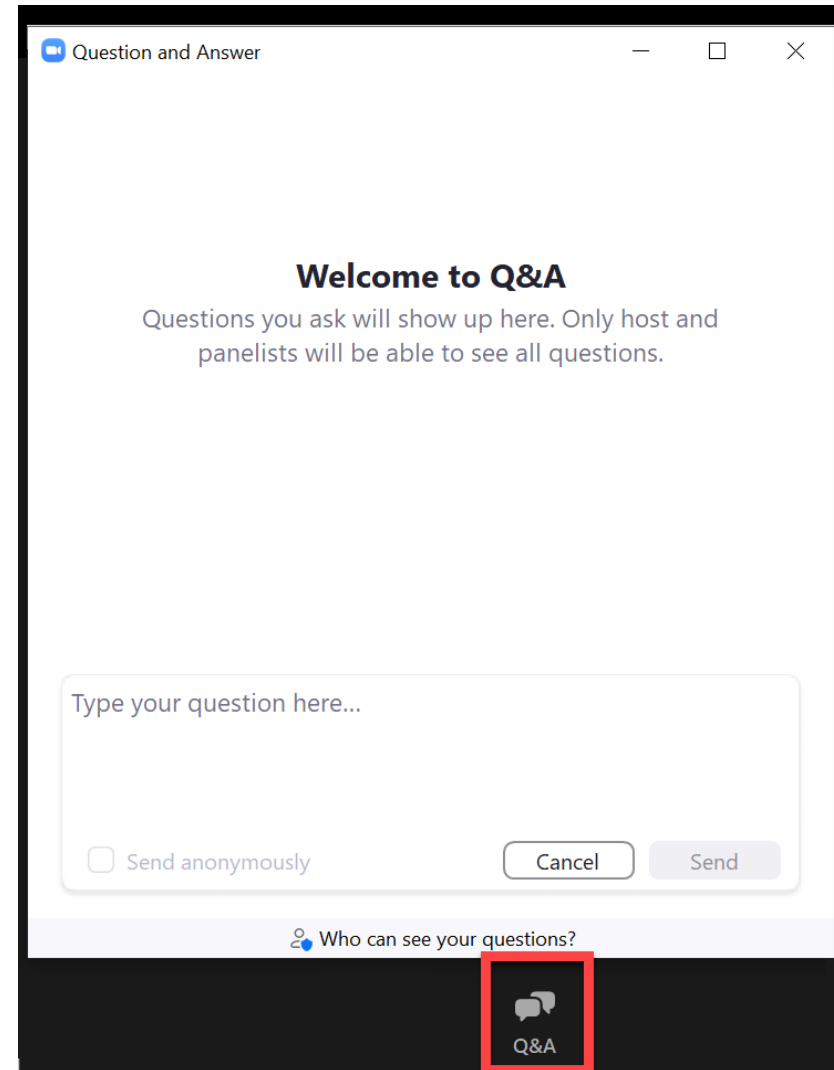 Question and Answer
Welcome to Q&A
Questions you ask will show up here. Only host and
panelists will be able to see all questions.
Type your question here...
Send anonymously
Cancel
Send
Who can see your questions?
Q&A